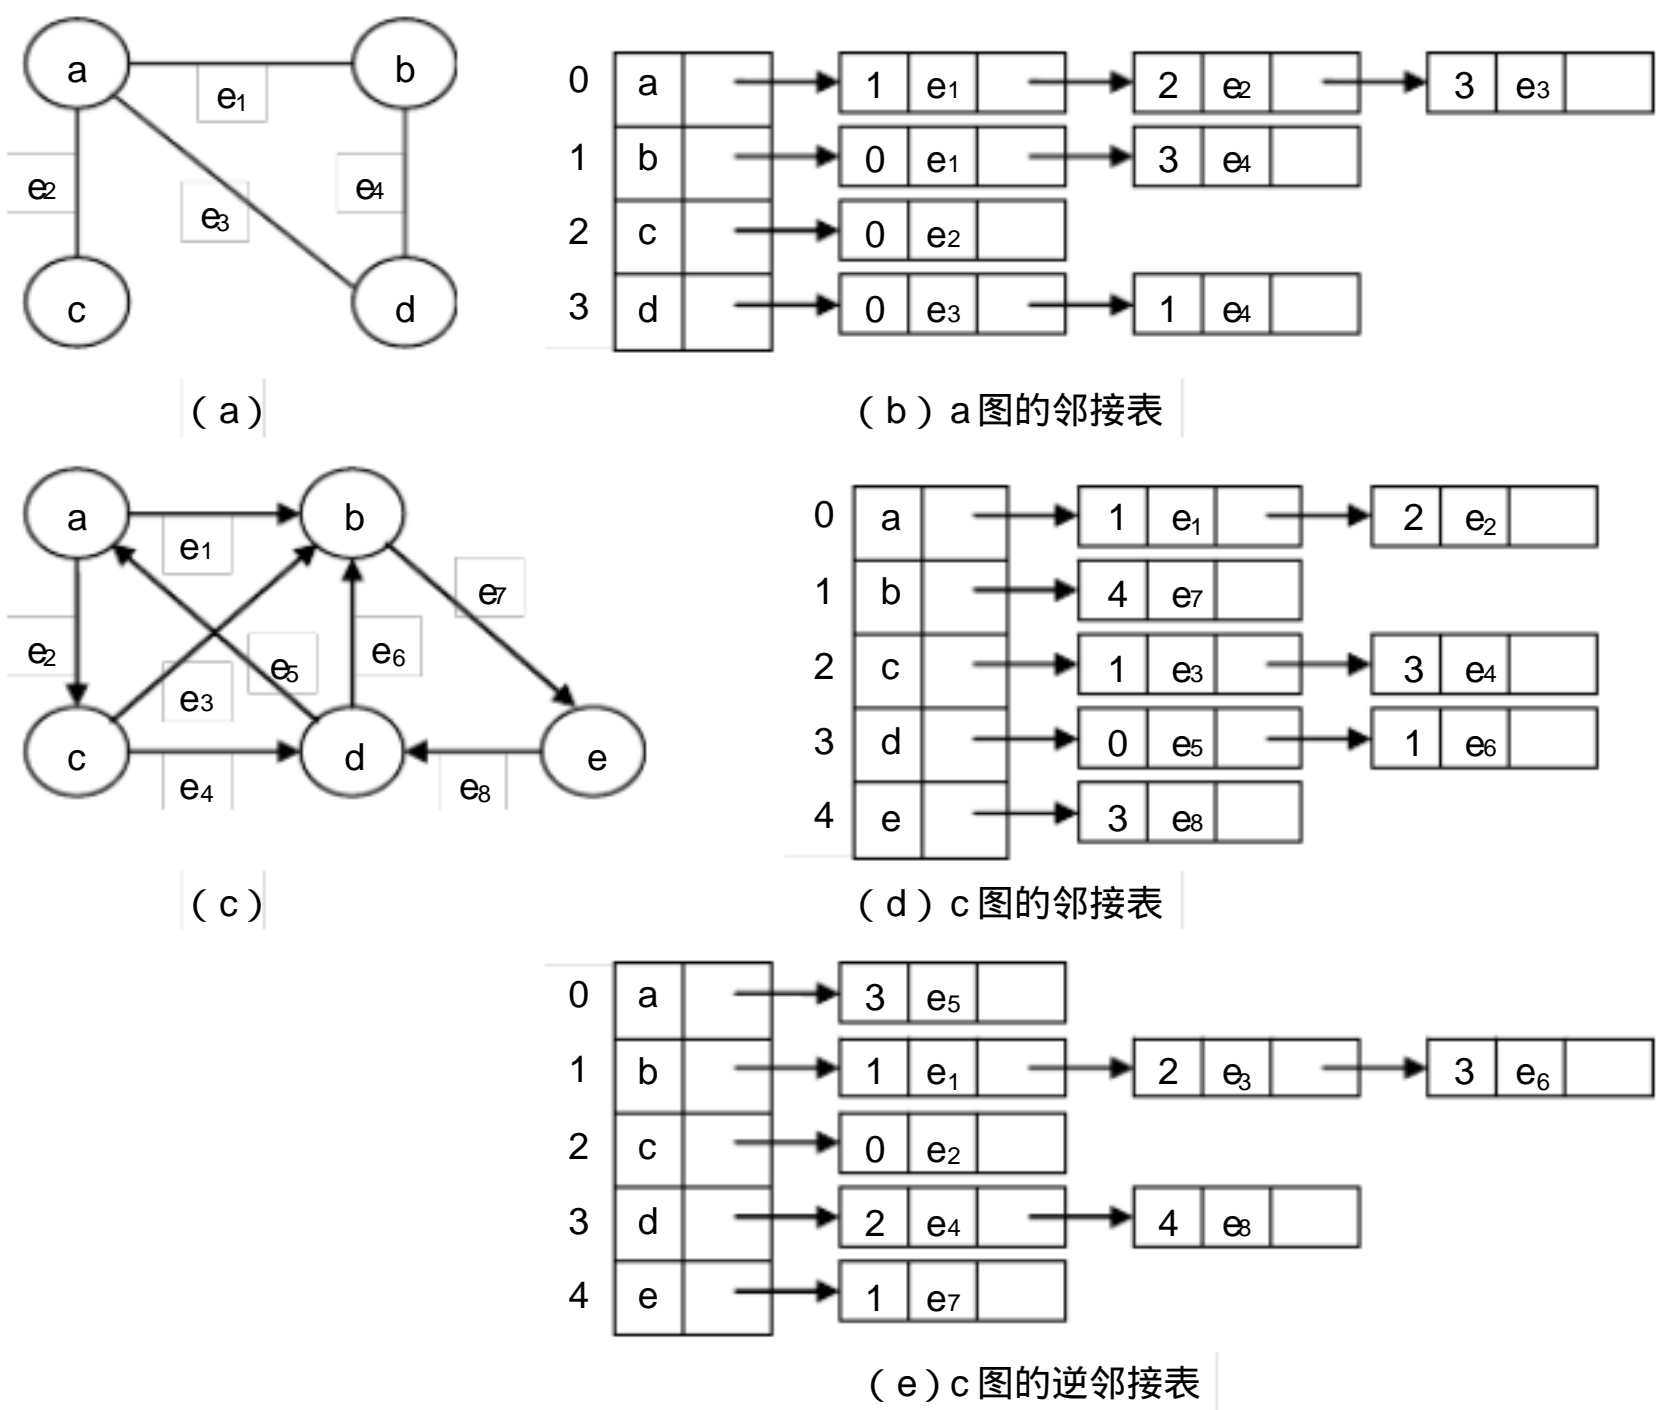 a b
e1
e2 e3 e4
c d
0 a 1 e1 2 e2 3 e3
1 b 0 e1 3 e4
2 c 0 e2
3 d 0 e3 1 e4
（a） （b）a图的邻接表
a b
e1
e2 e3 e5 e6 e7
c d e
e4 e8
0 a 1 e1 2 e2
1 b 4 e7
2 c 1 e3 3 e4
3 d 0 e5 1 e6
4 e 3 e8
（c） （d）c图的邻接表
0 a 3 e5
1 b 1 e1 2 e3 3 e6
2 c 0 e2
3 d 2 e4 4 e8
4 e 1 e7
（e）c图的逆邻接表